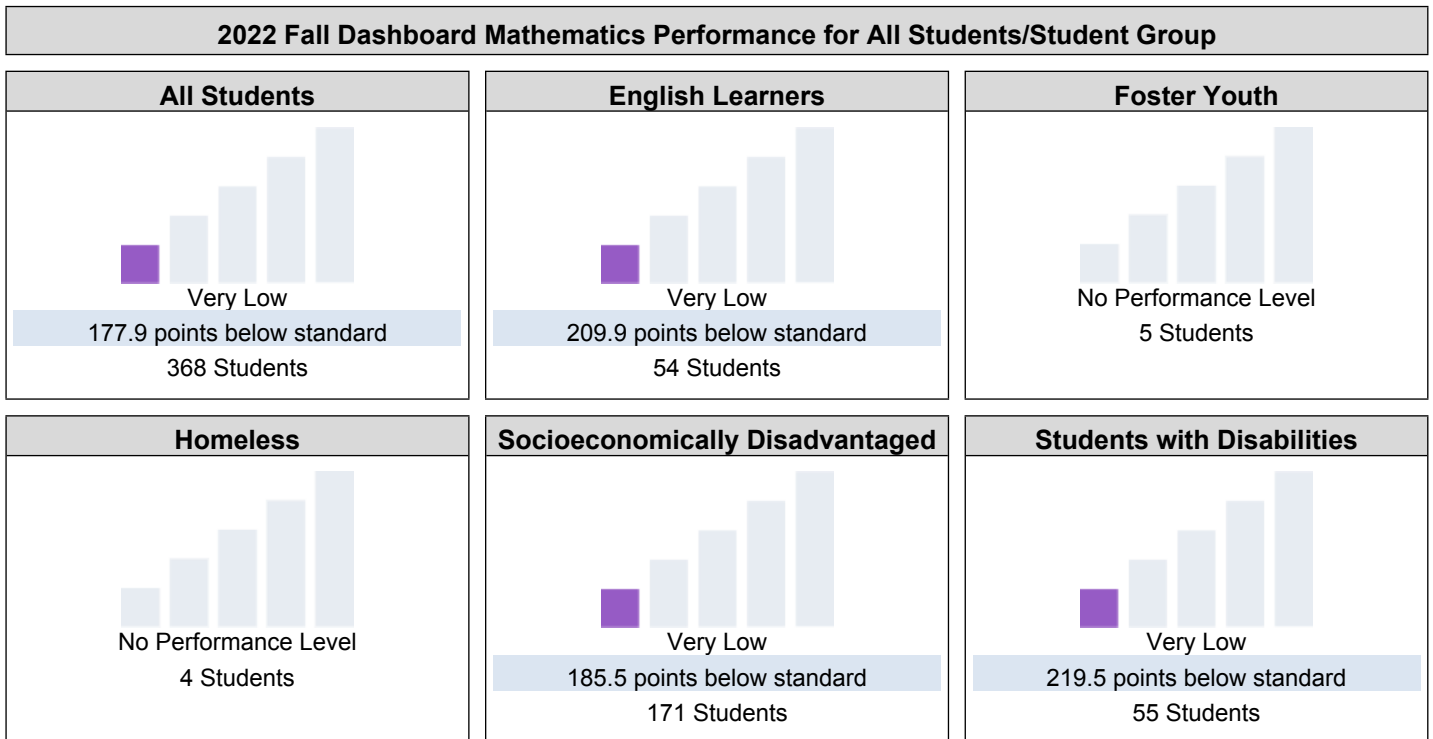 2022 Fall Dashboard Mathematics Performance for All Students/Student Group
All Students
Very Low
177.9 points below standard
368 Students
English Learners
Very Low
209.9 points below standard
54 Students
Foster Youth
No Performance Level
5 Students
Homeless
No Performance Level
4 Students
Socioeconomically Disadvantaged
Very Low
185.5 points below standard
171 Students
Students with Disabilities
Very Low
219.5 points below standard
55 Students